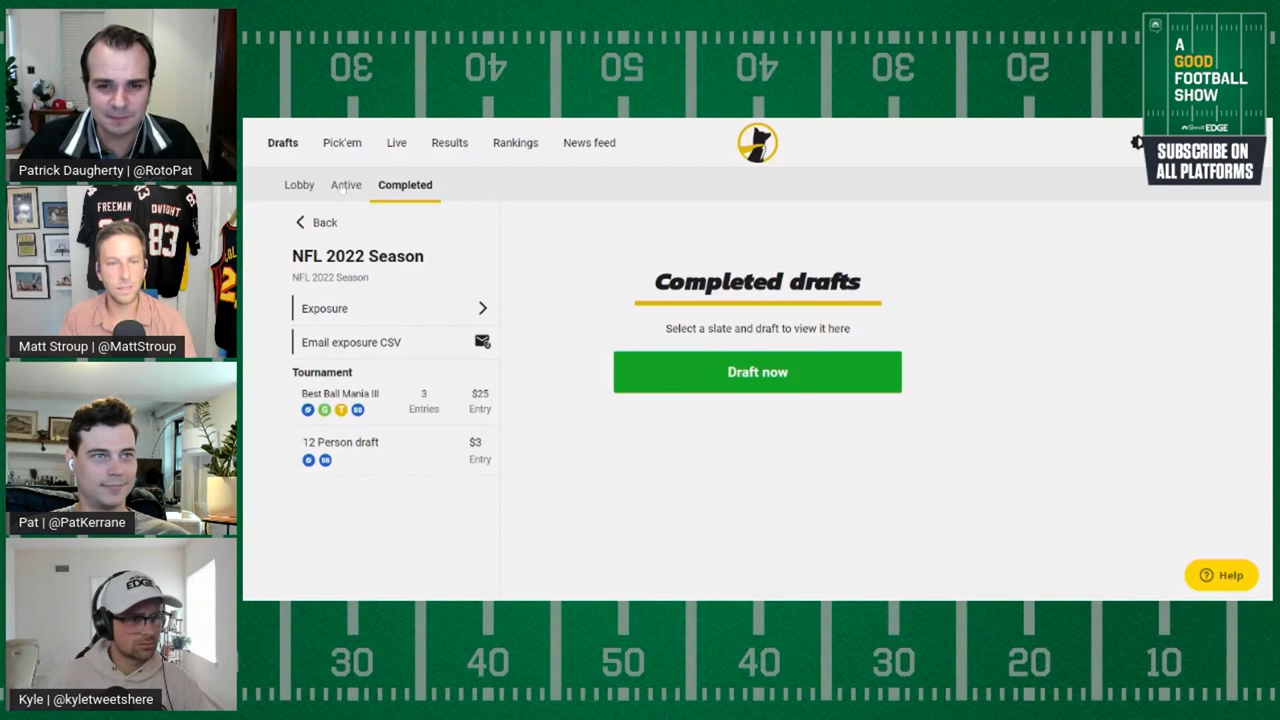 Patrick Daugherty | @RotoPat
FREEMAN
DWIGHT
83
Matt Stroup | @MattStroup
Pat | @PatKerrane
EDGE
Kyle | @kyletweetshere
30
40
50
40
30
20
A
GOOD
FOOTBALL
SHOW
EDGE
SUBSCRIBE ON
ALL PLATFORMS
Drafts Pick'em Live Results Rankings News feed
Lobby Active Completed
Back
NFL 2022 Season
NFL 2022 Season
Exposure
Email exposure CSV
Tournament
Best Ball Mania III 3 $25
G T BB Entries Entry
12 Person draft $3
BB Entry
Completed drafts
Select a slate and draft to view it here
Draft now
Help
30 40 50 40 30 20 10